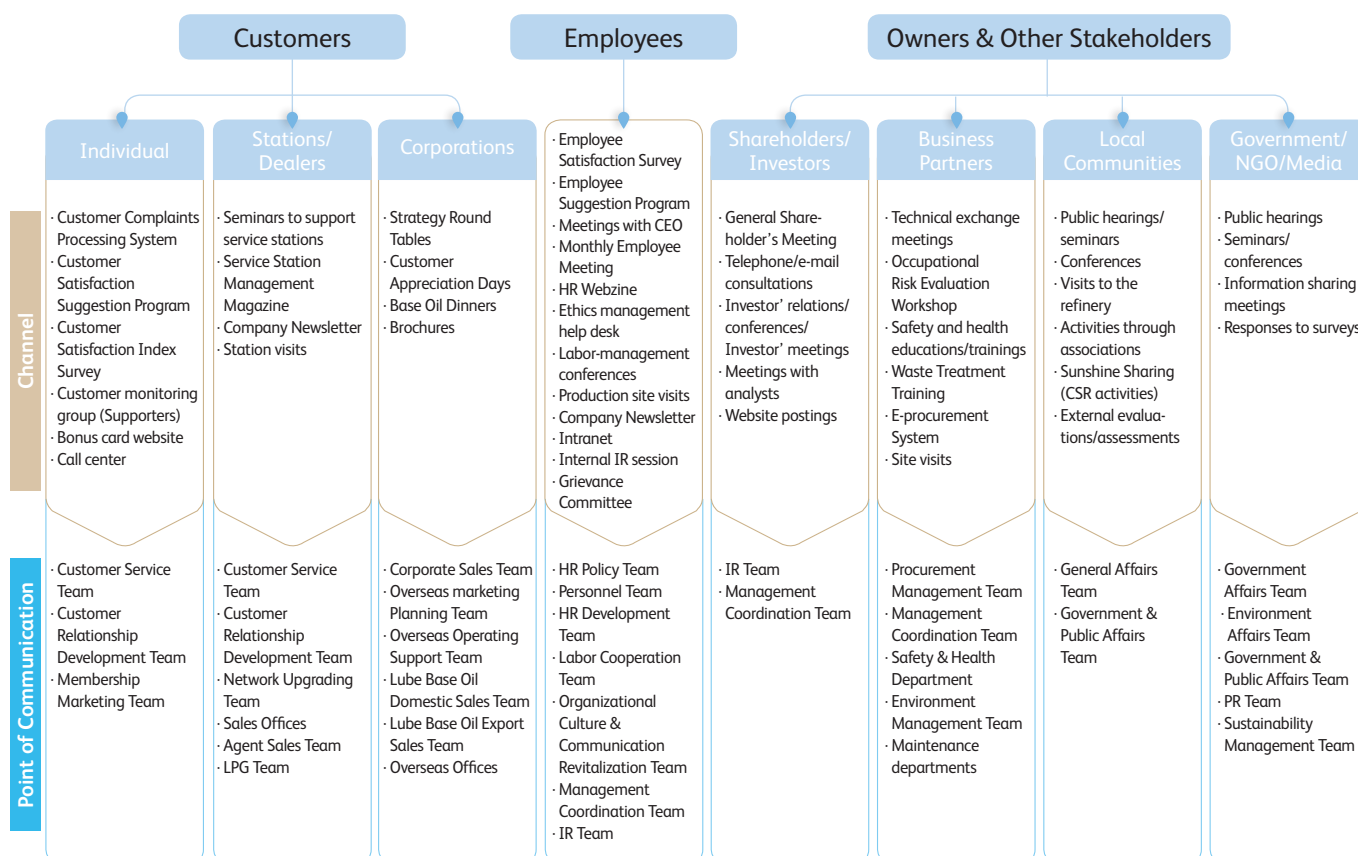 Customers
Employees
Owners & Other Stakeholders
Individual
Stations/
Dealers
Corporations
Shareholders/
Investors
Business
Partners
Local
Communities
Government/
NGO/Media
Channel
· Customer Complaints
Processing System
· Customer
Satisfaction
Suggestion Program
· Customer
Satisfaction Index
Survey
· Customer monitoring
group (Supporters)
· Bonus card website
· Call center
· Seminars to support
service stations
· Service Station
Management
Magazine
· Company Newsletter
· Station visits
· Strategy Round
Tables
· Customer
Appreciation Days
· Base Oil Dinners
· Brochures
· Employee
Satisfaction Survey
· Employee
Suggestion Program
· Meetings with CEO
· Monthly Employee
Meeting
· HR Webzine
· Ethics management
help desk
· Labor-management
conferences
· Production site visits
· Company Newsletter
· Intranet
· Internal IR session
· Grievance
Committee
· General Share-
holder's Meeting
· Telephone/e-mail
consultations
· Investor' relations/
conferences/
Investor' meetings
· Meetings with
analysts
· Website postings
· Technical exchange
meetings
· Occupational
Risk Evaluation
Workshop
· Safety and health
educations/trainings
· Waste Treatment
Training
· E-procurement
System
· Site visits
· Public hearings/
seminars
· Conferences
· Visits to the
refinery
· Activities through
associations
· Sunshine Sharing
(CSR activities)
· External evalua-
tions/assessments
· Public hearings
· Seminars/
conferences
· Information sharing
meetings
· Responses to surveys
Point of Communication
· Customer Service
Team
· Customer
Relationship
Development Team
· Membership
Marketing Team
· Customer Service
Team
· Customer
Relationship
Development Team
· Network Upgrading
Team
· Sales Offices
· Agent Sales Team
· LPG Team
· Corporate Sales Team
· Overseas marketing
Planning Team
· Overseas Operating
Support Team
· Lube Base Oil
Domestic Sales Team
· Lube Base Oil Export
Sales Team
· Overseas Offices
· HR Policy Team
· Personnel Team
· HR Development
Team
· Labor Cooperation
Team
· Organizational
Culture &
Communication
Revitalization Team
· Management
Coordination Team
· IR Team
· IR Team
· Management
Coordination Team
· Procurement
Management Team
· Management
Coordination Team
· Safety & Health
Department
· Environment
Management Team
· Maintenance
departments
· General Affairs
Team
· Government &
Public Affairs
Team
· Government
Affairs Team
· Environment
Affairs Team
· Government &
Public Affairs Team
· PR Team
· Sustainability
Management Team